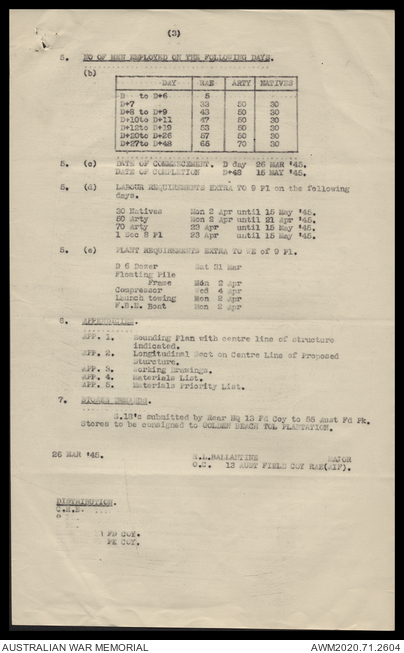 (3)
5. NO OF MEN EMPLOYED ON THE FOLLOWING DAYS.
(b)
DAY RAE ARTY NATIVES
D to D+6 5
D+7 33 50 30
D+8 to D+9 43 50 30
D+10to D+11 47 50 30
D+12to D+19 53 50 30
D+20to D+26 57 50 30
D+27to D+48 65 70 30
5. (c) DATE OF COMMENCEMENT. D day 26 MAR '45.
DATE OF COMPLETION D+48 15 MAY '45.
5. (d) LABOUR REQUIREMENTS EXTRA TO 9 Pl on the following
days.
30 Natives Mon 2 Apr until 15 May '45.
50 Arty Mon 2 Apr until 21 Apr '45.
70 Arty 22 Apr until 15 May '45.
1 Sec 8 Pl 23 Apr until 15 May '45.
5. (e) PLANT REQUIREMENTS EXTRA TO WE of 9 Pl.
D 6 Dozer Sat 31 Mar
Floating Pile
Frame Mon 2 Apr
Compressor Wed 4 Apr
Launch towing Mon 2 Apr
F.B.E. Boat Mon 2 Apr
6. APPENDICES.
APP. 1. Sounding Plan with centre line of structure
indicated.
APP. 2. Longitudinal Sect on Centre Line of Proposed
Sturcture.
APP. 3. Working Drawings.
APP. 4. Materials List.
APP. 5. Materials Priority List.
7. STORES
S.12's submitted by Rear HQ 13 Fd Coy to 58 Aust Fd Pk.
Stores to be consigned to GOLDEN BEACH TOL PLANTATION.
26 MAR '45. R.L.BALLANTINE MAJOR
O.C. 13 AUST FIELD COY RAE(AIF).
DISTRIBUTION.
C.R.E.
FD COY.
PK COY.
AUSTRALIAN WAR MEMORIAL AWM2020.71.2604